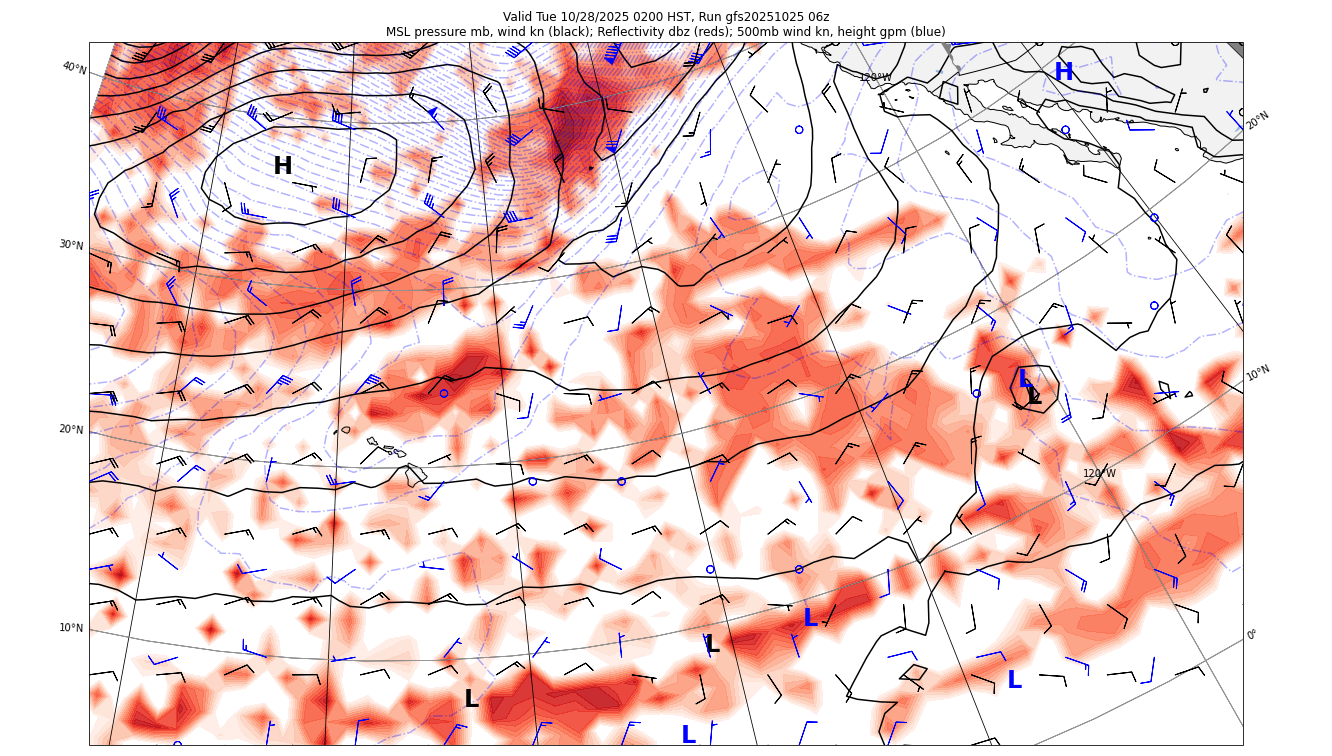 Valid Tue 10/28/2025 0200 HST, Run gfs20251025 06z
MSL pressure mb, wind kn (black); Reflectivity dbz (reds); 500mb wind kn, height gpm (blue)
40°N
120°W
H
20°N
H
30°N
10°N
L
L
20°N
120°W
10°N
L
0°
L
L
L
L